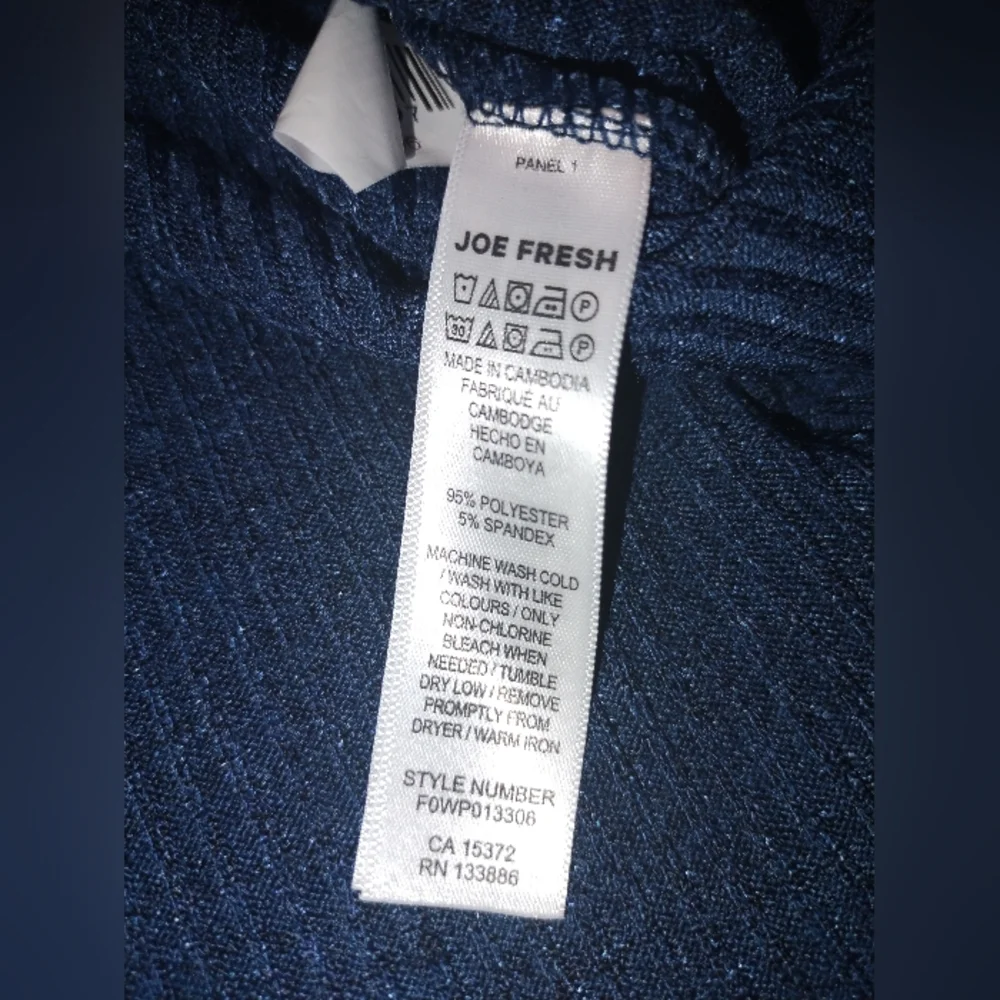 PANEL 1
JOE FRESH
P
30 P
MADE IN CAMBODIA
FABRIQUÉ AU
CAMBODGE
HECHO EN
CAMBOYA
95% POLYESTER
5% SPANDEX
MACHINE WASH COLD
/ WASH WITH LIKE
COLOURS / ONLY
NON-CHLORINE
BLEACH WHEN
NEEDED / TUMBLE
DRY LOW / REMOVE
PROMPTLY FROM
DRYER / WARM IRON
STYLE NUMBER
F0WP013306
CA 15372
RN 133886